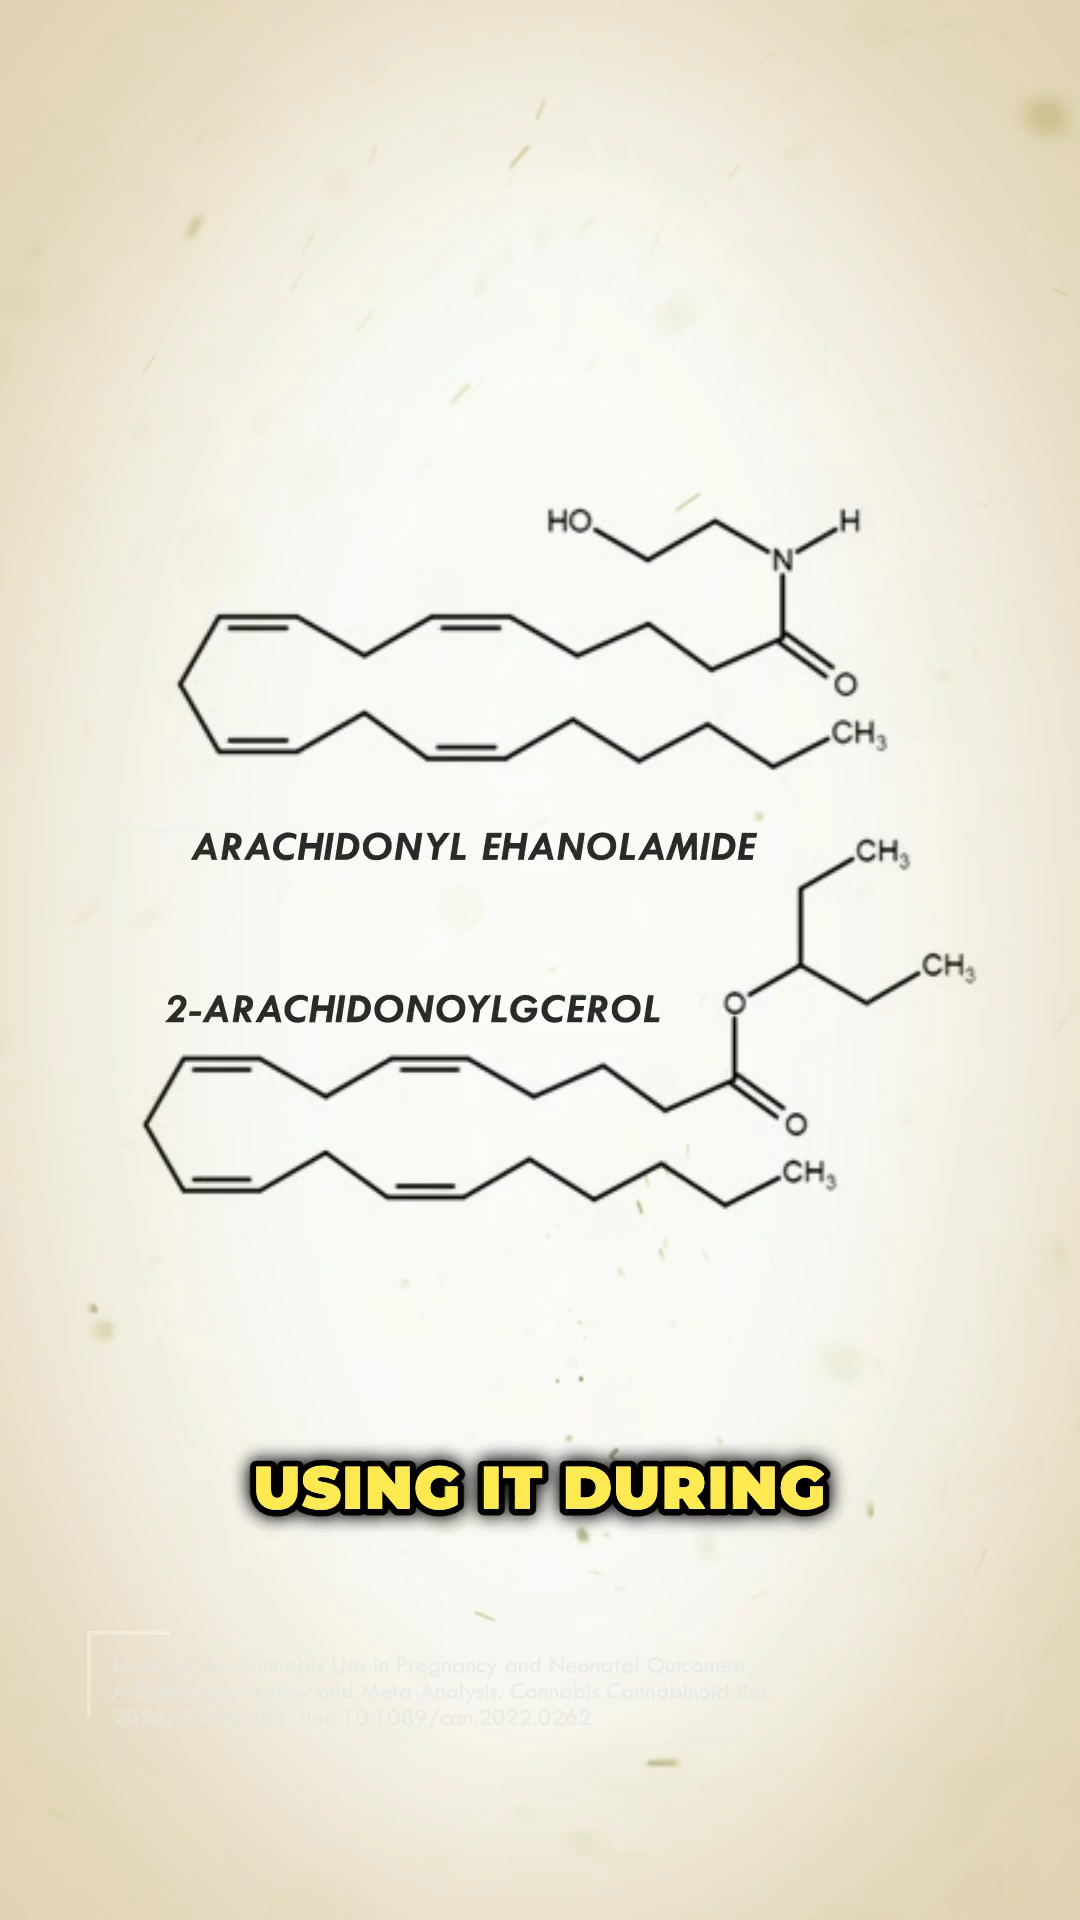 HO
H
N
O
CH3
ARACHIDONYL EHANOLAMIDE
CH3
CH3
2-ARACHIDONOYLGCEROL
O
O
CH3
USING IT DURING
Cannabis Use in Pregnancy and Neonatal Outcomes:
A Review and Meta-Analysis. Cannabis Cannabinoid Res.
2024 doi: 10.1089/can.2022.0262